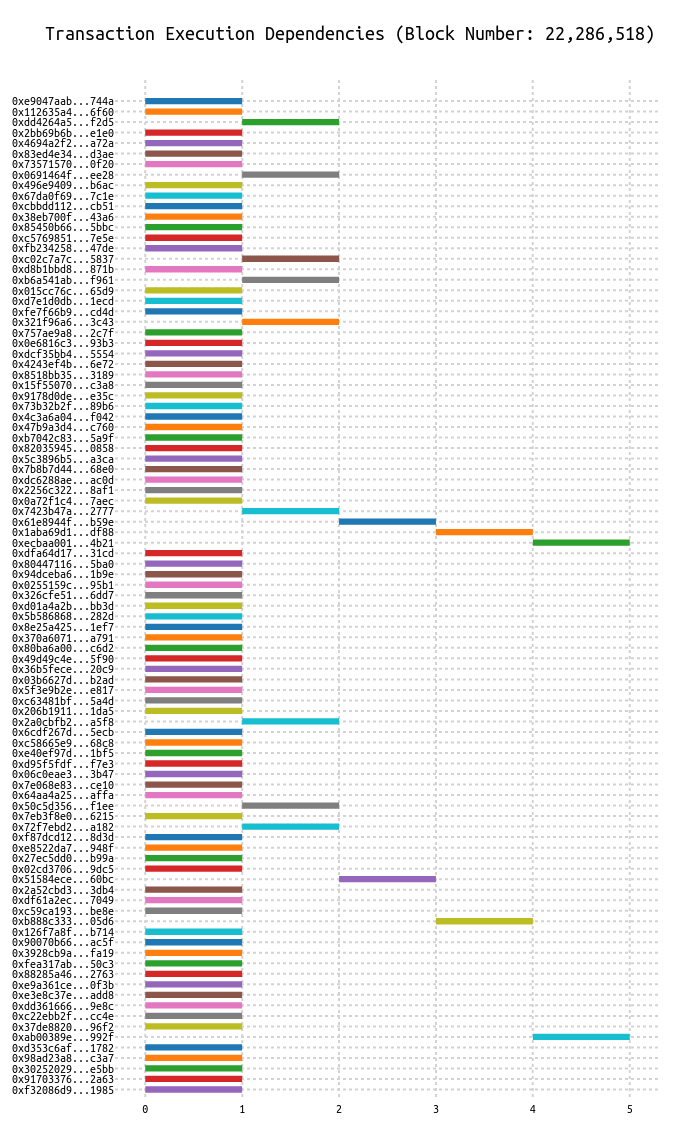 Transaction Execution Dependencies (Block Number: 22,286,518)
0xe9047aab...744a
0x112635a4...6f60
0xdd4264a5...f2d5
0x2bb69b6b...e1e0
0x4694a2f2...a72a
0x83ed4e34...d3ae
0x73571570...0f20
0x0691464f...ee28
0x496e9409...b6ac
0x67da0f69...7c1e
0xcbbdd112...cb51
0x38eb700f...43a6
0x85450b66...5bbc
0xc5769851...7e5e
0xfb234258...47de
0xc02c7a7c...5837
0xd8b1bbd8...871b
0xb6a541ab...f961
0x015cc76c...65d9
0xd7e1d0db...1ecd
0xfe7f66b9...cd4d
0x321f96a6...3c43
0x757ae9a8...2c7f
0x0e6816c3...93b3
0xdcf35bb4...5554
0x4243ef4b...6e72
0x8518bb35...3189
0x15f55070...c3a8
0x9178d0de...e35c
0x73b32b2f...89b6
0x4c3a6a04...f042
0x47b9a3d4...c760
0xb7042c83...5a9f
0x82035945...0858
0x5c3896b5...a3ca
0x7b8b7d44...68e0
0xdc6288ae...ac0d
0x2256c322...8af1
0x0a72f1c4...7aec
0x7423b47a...2777
0x61e8944f...b59e
0x1aba69d1...df88
0xecbaa001...4b21
0xdfa64d17...31cd
0x80447116...5ba0
0x94dceba6...1b9e
0x0255159c...95b1
0x326cfe51...6dd7
0xd01a4a2b...bb3d
0x5b586868...282d
0x8e25a425...1ef7
0x370a6071...a791
0x80ba6a00...c6d2
0x49d49c4e...5f90
0x36b5fece...20c9
0x03b6627d...b2ad
0x5f3e9b2e...e817
0xc63481bf...5a4d
0x206b1911...1da5
0x2a0cbfb2...a5f8
0x6cdf267d...5ecb
0xc58665e9...68c8
0xe40ef97d...1bf5
0xd95f5fdf...f7e3
0x06c0eae3...3b47
0x7e068e83...ce10
0x64aa4a25...affa
0x50c5d356...f1ee
0x7eb3f8e0...6215
0x72f7ebd2...a182
0xf87dcd12...8d3d
0xe8522da7...948f
0x27ec5dd0...b99a
0x02cd3706...9dc5
0x51584ece...60bc
0x2a52cbd3...3db4
0xdf61a2ec...7049
0xc59ca193...be8e
0xb888c333...05d6
0x126f7a8f...b714
0x90070b66...ac5f
0x3928cb9a...fa19
0xfea317ab...50c3
0x88285a46...2763
0xe9a361ce...0f3b
0xe3e8c37e...add8
0xdd361666...9e8c
0xc22ebb2f...cc4e
0x37de8820...96f2
0xab00389e...992f
0xd353c6af...1782
0x98ad23a8...c3a7
0x30252029...e5bb
0x91703376...2a63
0xf32086d9...1985
0 1 2 3 4 5